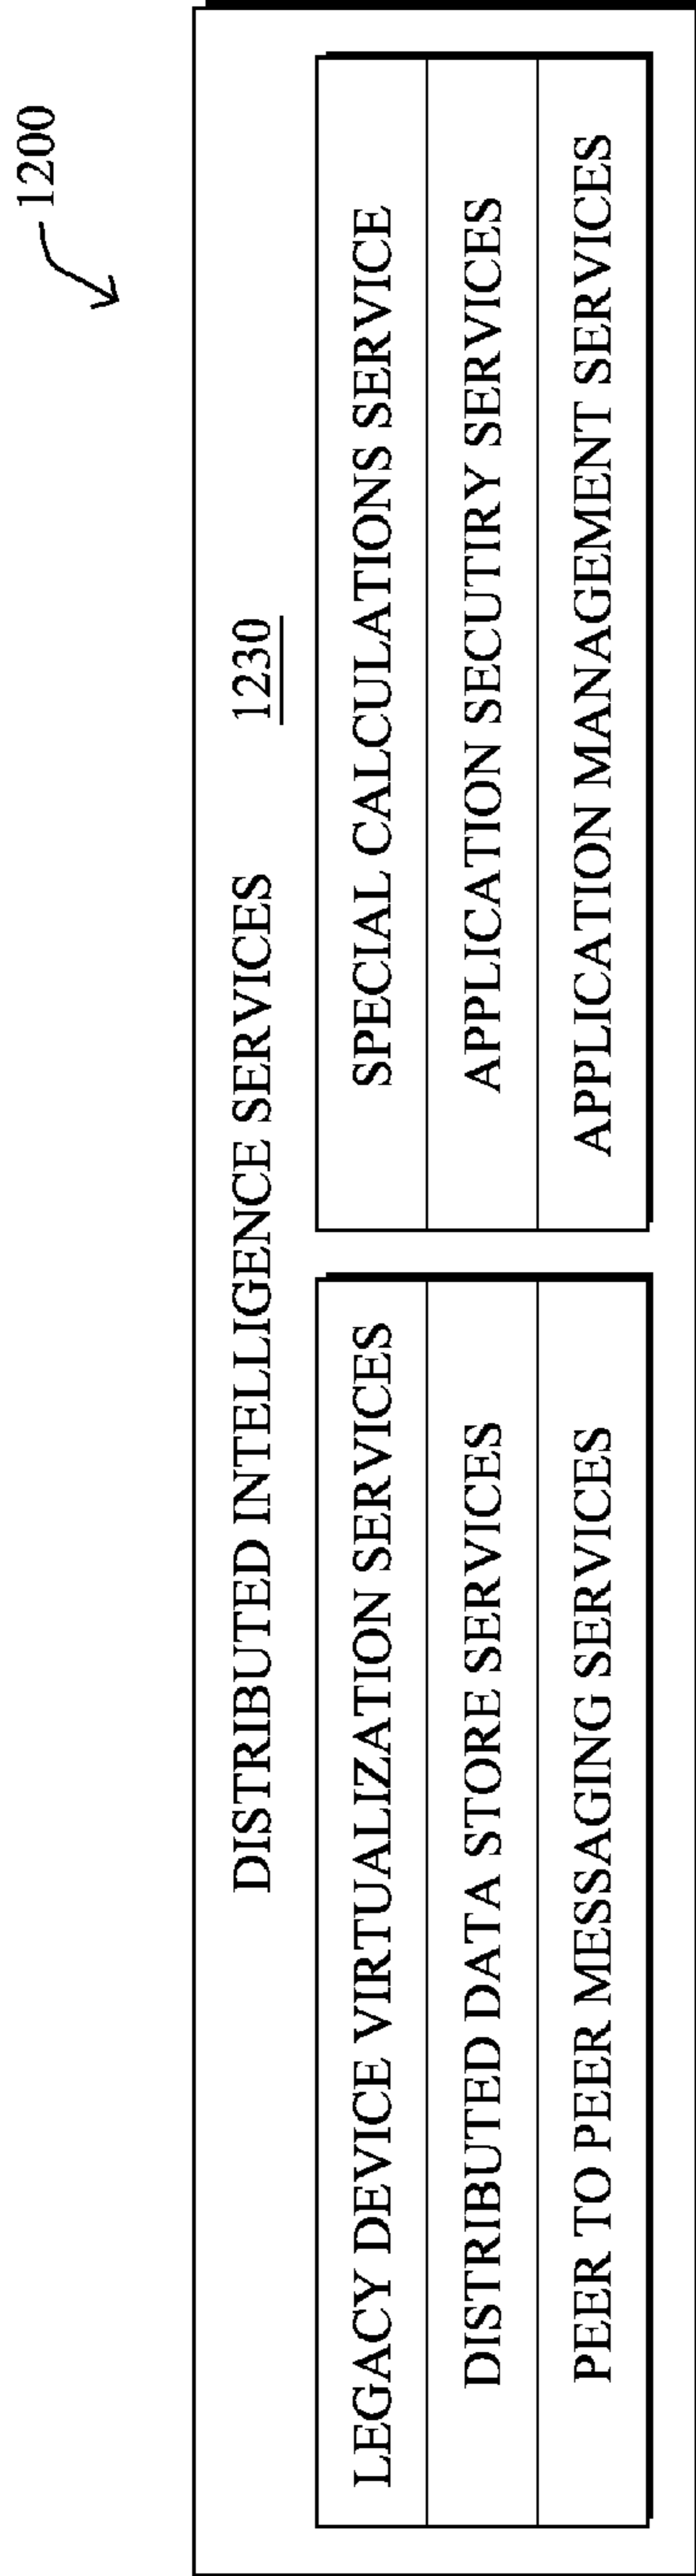 1200
DISTRIBUTED INTELLIGENCE SERVICES 1230
LEGACY DEVICE VIRTUALIZATION SERVICES
DISTRIBUTED DATA STORE SERVICES
PEER TO PEER MESSAGING SERVICES
SPECIAL CALCULATIONS SERVICE
APPLICATION SECUTIRY SERVICES
APPLICATION MANAGEMENT SERVICES